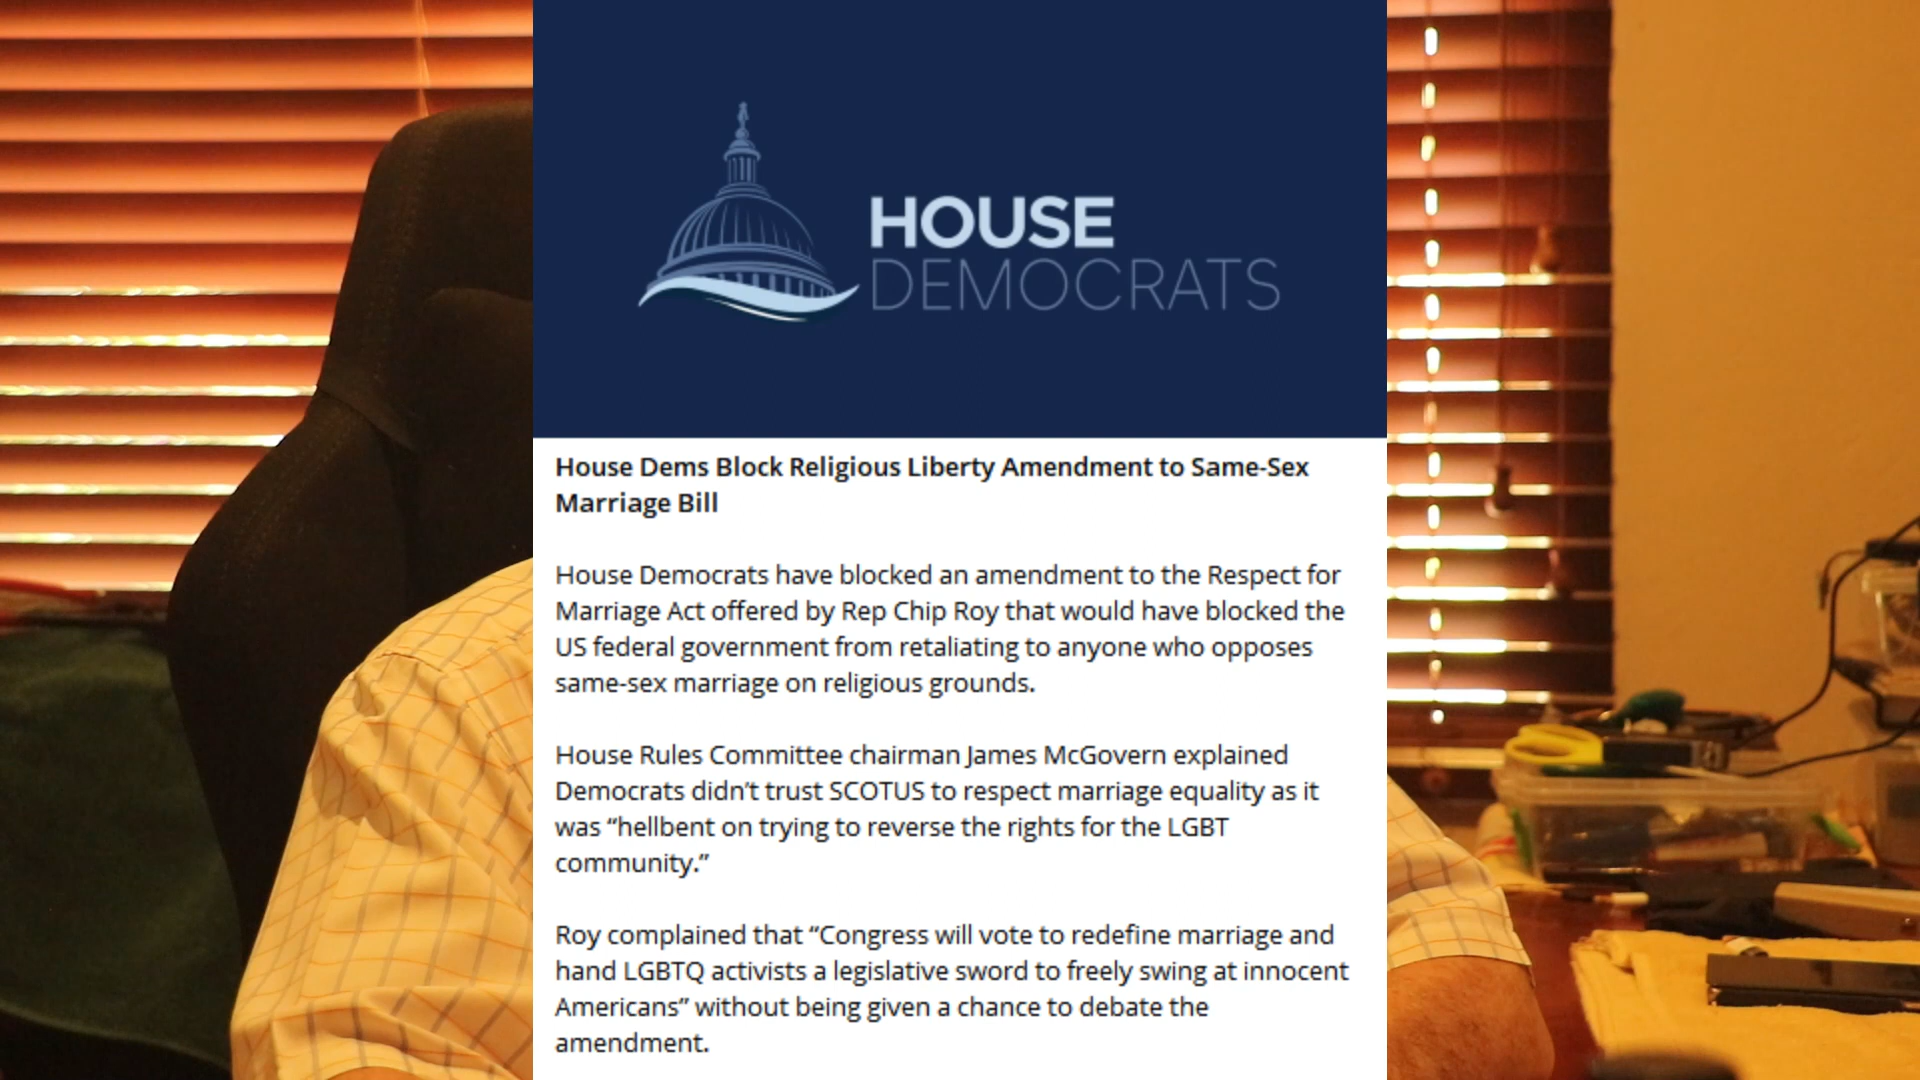 HOUSE
DEMOCRATS
House Dems Block Religious Liberty Amendment to Same-Sex
Marriage Bill
House Democrats have blocked an amendment to the Respect for
Marriage Act offered by Rep Chip Roy that would have blocked the
US federal government from retaliating to anyone who opposes
same-sex marriage on religious grounds.
House Rules Committee chairman James McGovern explained
Democrats didn’t trust SCOTUS to respect marriage equality as it
was “hellbent on trying to reverse the rights for the LGBT
community.”
Roy complained that “Congress will vote to redefine marriage and
hand LGBTQ activists a legislative sword to freely swing at innocent
Americans” without being given a chance to debate the
amendment.